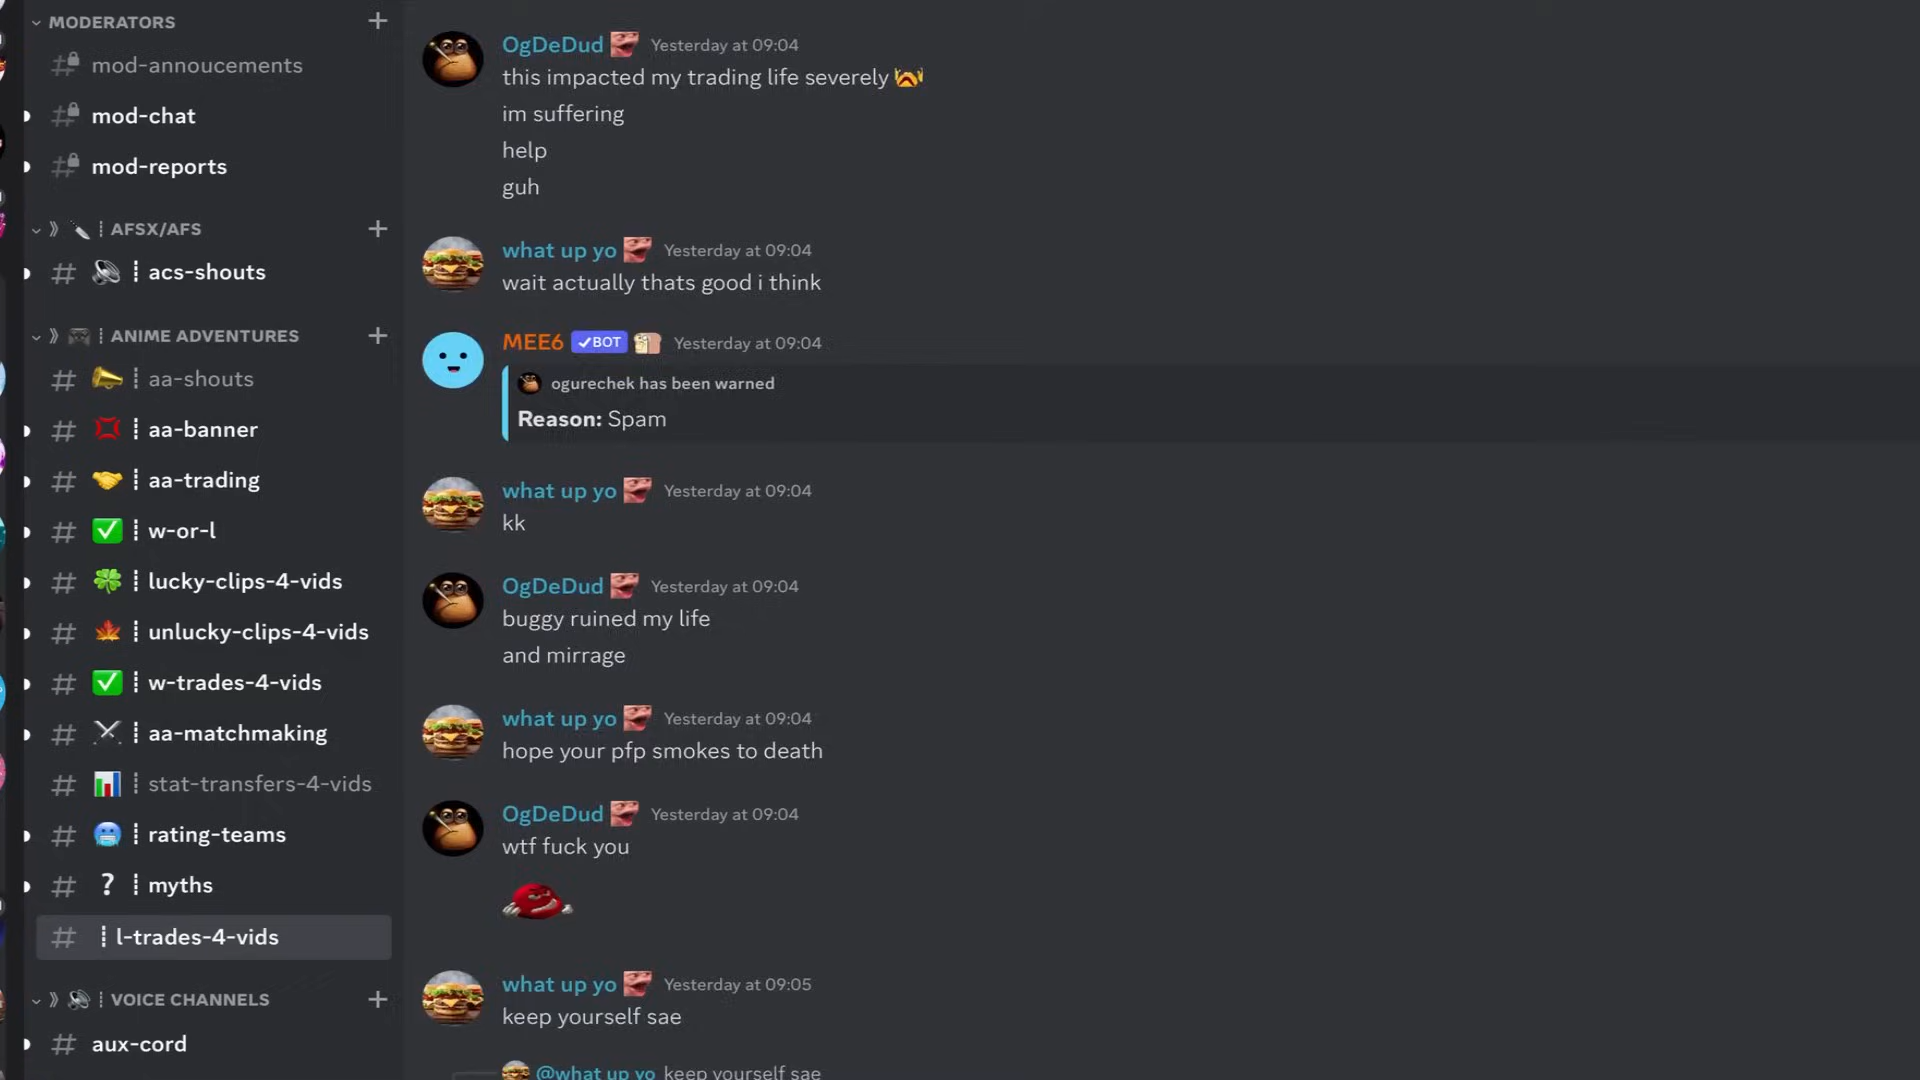 MODERATORS
mod-annoucements
mod-chat
mod-reports
AFSX/AFS
acs-shouts
ANIME ADVENTURES
aa-shouts
aa-banner
aa-trading
w-or-l
lucky-clips-4-vids
unlucky-clips-4-vids
w-trades-4-vids
aa-matchmaking
stat-transfers-4-vids
rating-teams
myths
l-trades-4-vids
VOICE CHANNELS
aux-cord
OgDeDud Yesterday at 09:04
this impacted my trading life severely
im suffering
help
guh
what up yo Yesterday at 09:04
wait actually thats good i think
MEE6 ✓BOT Yesterday at 09:04
ogurechek has been warned
Reason: Spam
what up yo Yesterday at 09:04
kk
OgDeDud Yesterday at 09:04
buggy ruined my life
and mirrage
what up yo Yesterday at 09:04
hope your pfp smokes to death
OgDeDud Yesterday at 09:04
wtf fuck you
what up yo Yesterday at 09:05
keep yourself sae
@what up yo keep yourself sae